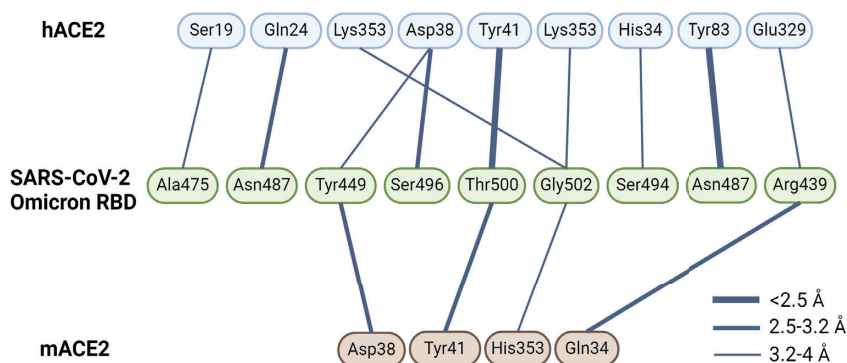 hACE2 Ser19 Gln24 Lys353 Asp38 Tyr41 Lys353 His34 Tyr83 Glu329
SARS-CoV-2
Omicron RBD
Ala475 Asn487 Tyr449 Ser496 Thr500 Gly502 Ser494 Asn487 Arg439
<2.5 Å
2.5-3.2 Å
3.2-4 Å
mACE2 Asp38 Tyr41 His353 Gln34